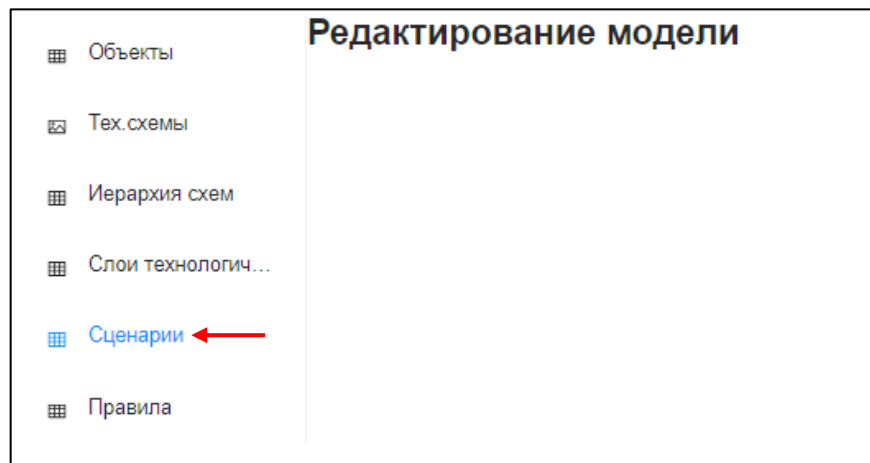 Редактирование модели
Объекты
Тех.схемы
Иерархия схем
Слои технологич...
Сценарии
Правила